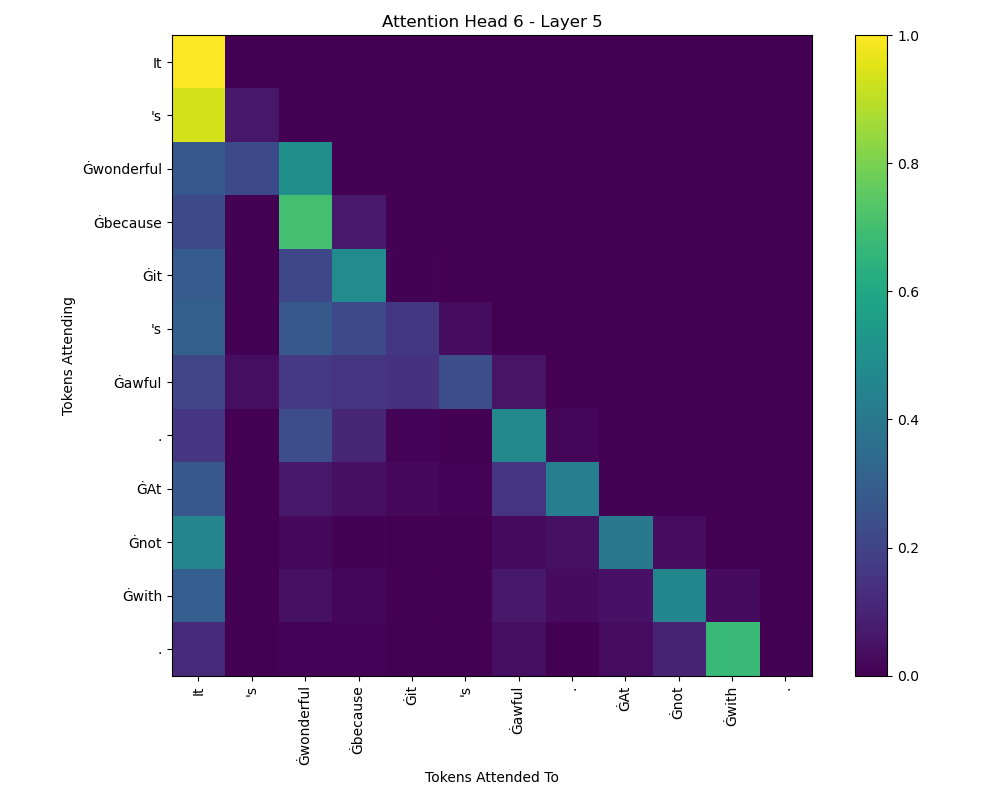 Attention Head 6 - Layer 5
It
's
Ġwonderful
Ġbecause
Ġit
's
Ġawful
.
ĠAt
Ġnot
Ġwith
.
Tokens Attending
It
's
Ġwonderful
Ġbecause
Ġit
's
Ġawful
.
ĠAt
Ġnot
Ġwith
.
Tokens Attended To
1.0
0.8
0.6
0.4
0.2
0.0